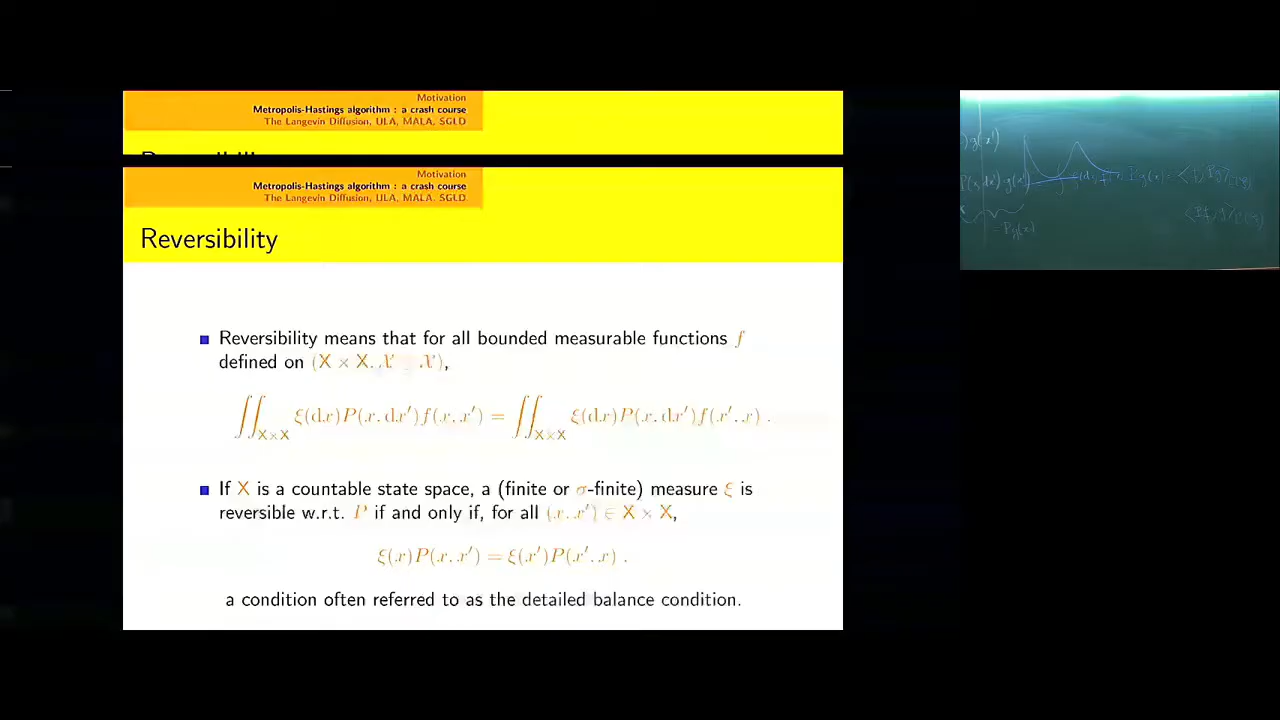 Motivation
Metropolis-Hastings algorithm : a crash course
The Langevin Diffusion, ULA, MALA, SGLD
Motivation
Metropolis-Hastings algorithm : a crash course
The Langevin Diffusion, ULA, MALA, SGLD
Reversibility
Reversibility means that for all bounded measurable functions f
defined on (X × X, 𝒳 ⊗ 𝒳),
∬_{X×X} ξ(dx)P(x, dx′)f(x, x′) = ∬_{X×X} ξ(dx)P(x, dx′)f(x′, x) .
If X is a countable state space, a (finite or σ-finite) measure ξ is
reversible w.r.t. P if and only if, for all (x, x′) ∈ X × X,
ξ(x)P(x, x′) = ξ(x′)P(x′, x) .
a condition often referred to as the detailed balance condition.